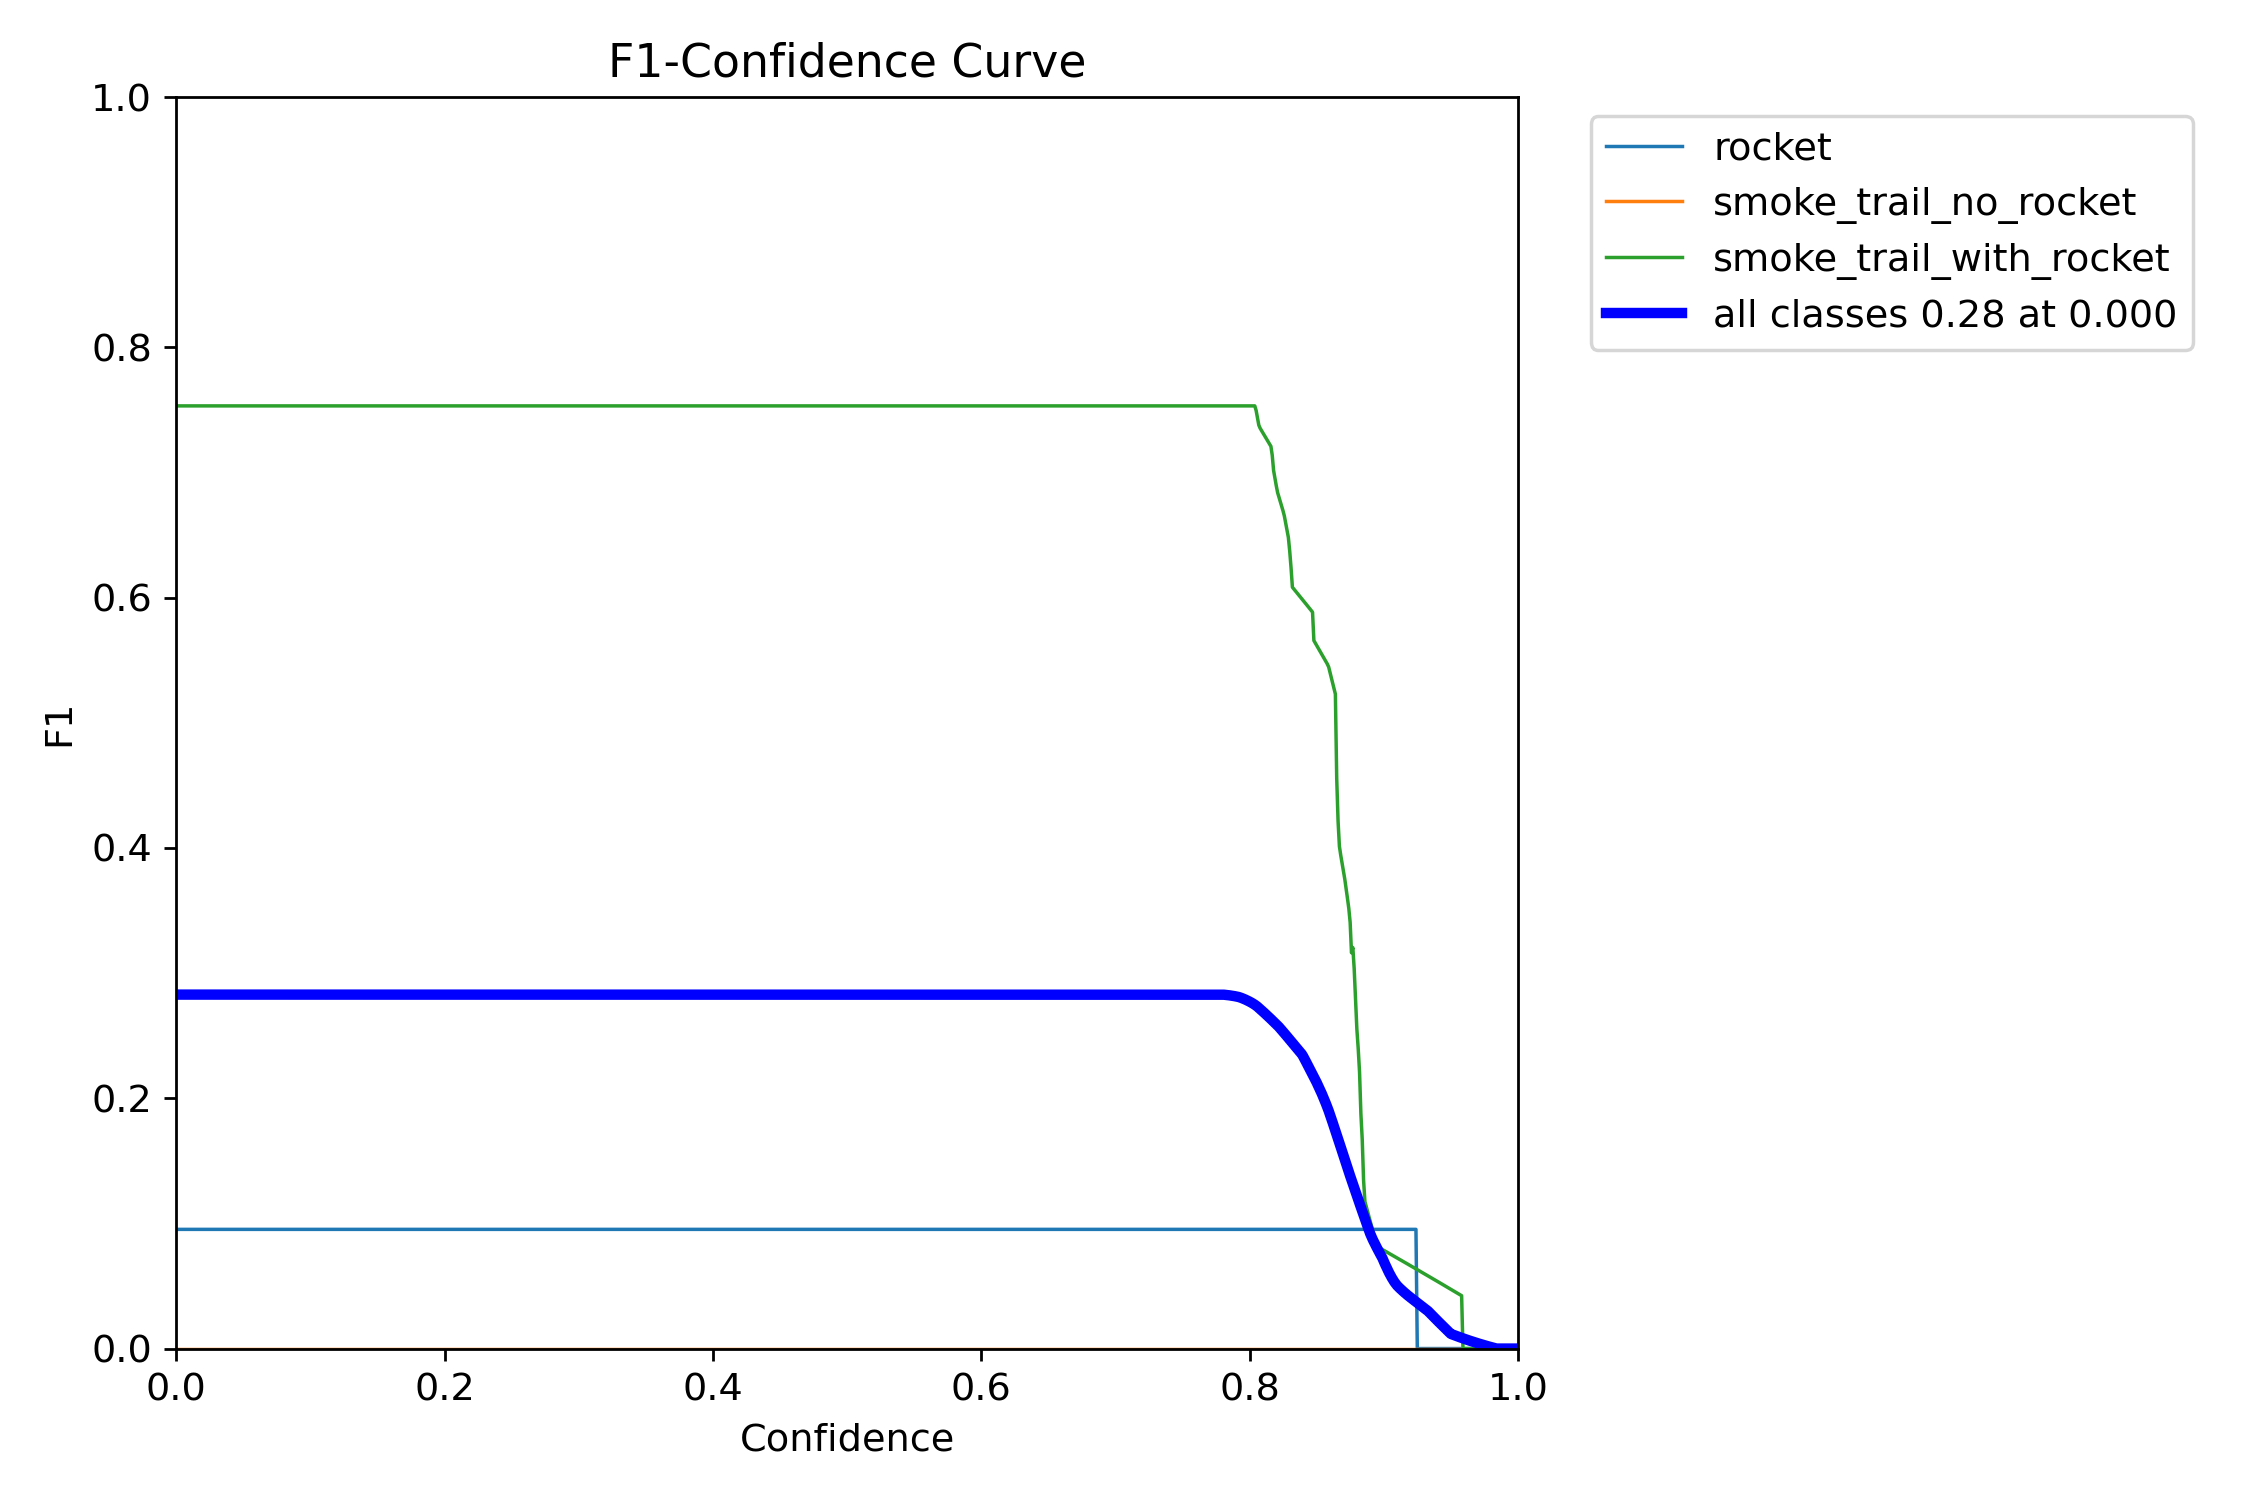 F1-Confidence Curve
1.0
0.8
0.6
0.4
0.2
0.0
F1
0.0 0.2 0.4 0.6 0.8 1.0
Confidence
rocket
smoke_trail_no_rocket
smoke_trail_with_rocket
all classes 0.28 at 0.000